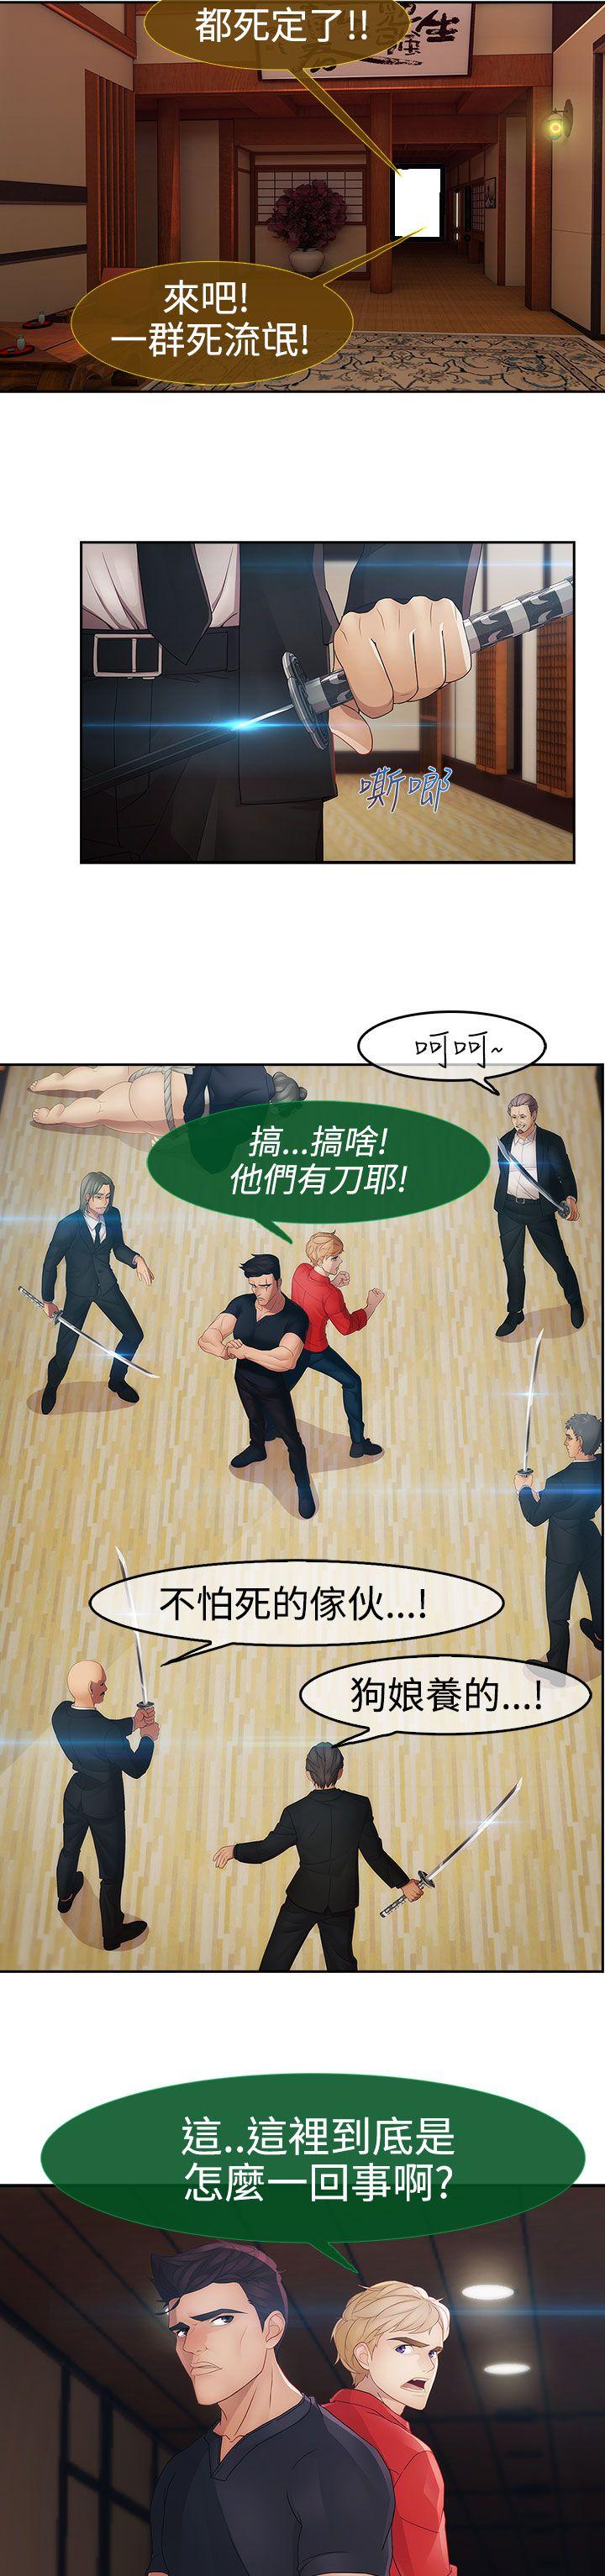 都死定了!!
來吧!
一群死流氓!
嘶啷
呵呵~
搞...搞啥!
他們有刀耶!
不怕死的傢伙...!
狗娘養的...!
這..這裡到底是
怎麼一回事啊?